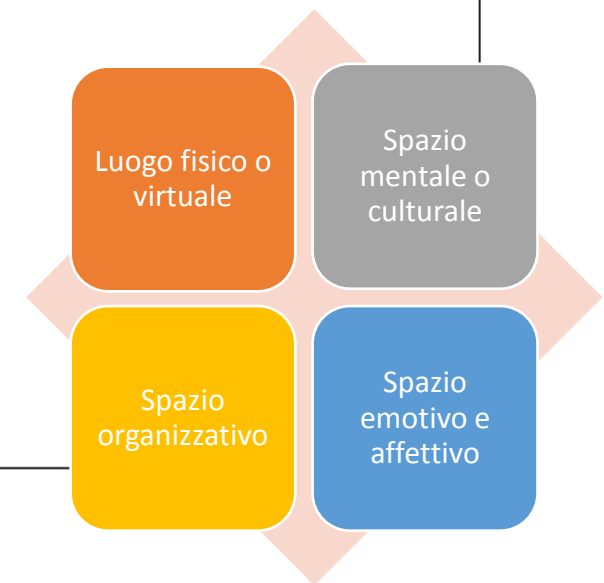 Luogo fisico o
virtuale
Spazio
mentale o
culturale
Spazio
organizzativo
Spazio
emotivo e
affettivo